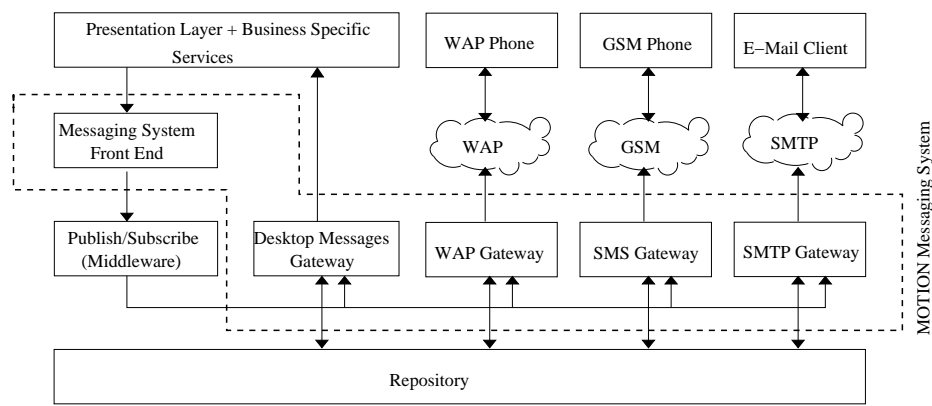 Presentation Layer + Business Specific
Services
WAP Phone
GSM Phone
E−Mail Client
Messaging System
Front End
WAP
GSM
SMTP
MOTION Messaging System
Publish/Subscribe
(Middleware)
Desktop Messages
Gateway
WAP Gateway
SMS Gateway
SMTP Gateway
Repository